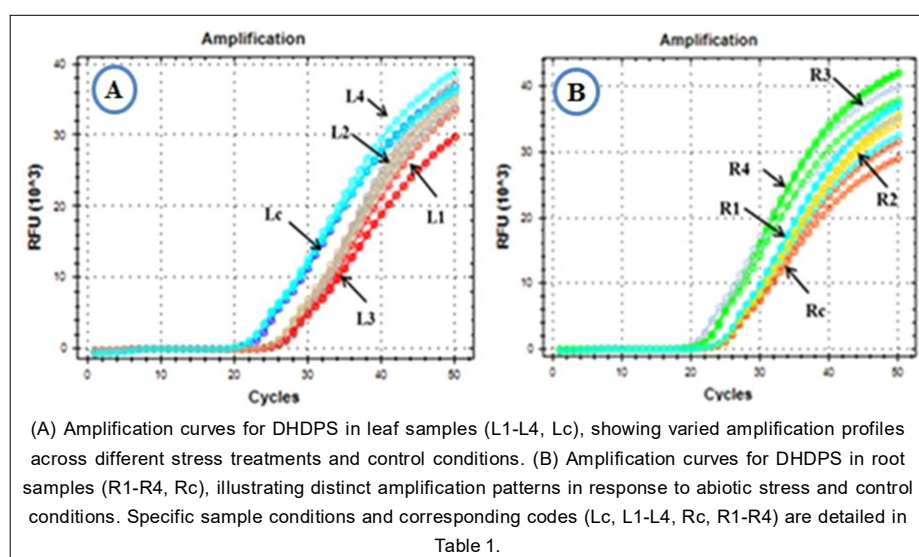 Amplification
A
40
30
20
10
0
RFU (10^3)
L4
L2
L1
Lc
L3
0 10 20 30 40 50
Cycles
Amplification
B
40
30
20
10
0
RFU (10^3)
R3
R4
R1
R2
Rc
0 10 20 30 40 50
Cycles
(A) Amplification curves for DHDPS in leaf samples (L1-L4, Lc), showing varied amplification profiles
across different stress treatments and control conditions. (B) Amplification curves for DHDPS in root
samples (R1-R4, Rc), illustrating distinct amplification patterns in response to abiotic stress and control
conditions. Specific sample conditions and corresponding codes (Lc, L1-L4, Rc, R1-R4) are detailed in
Table 1.